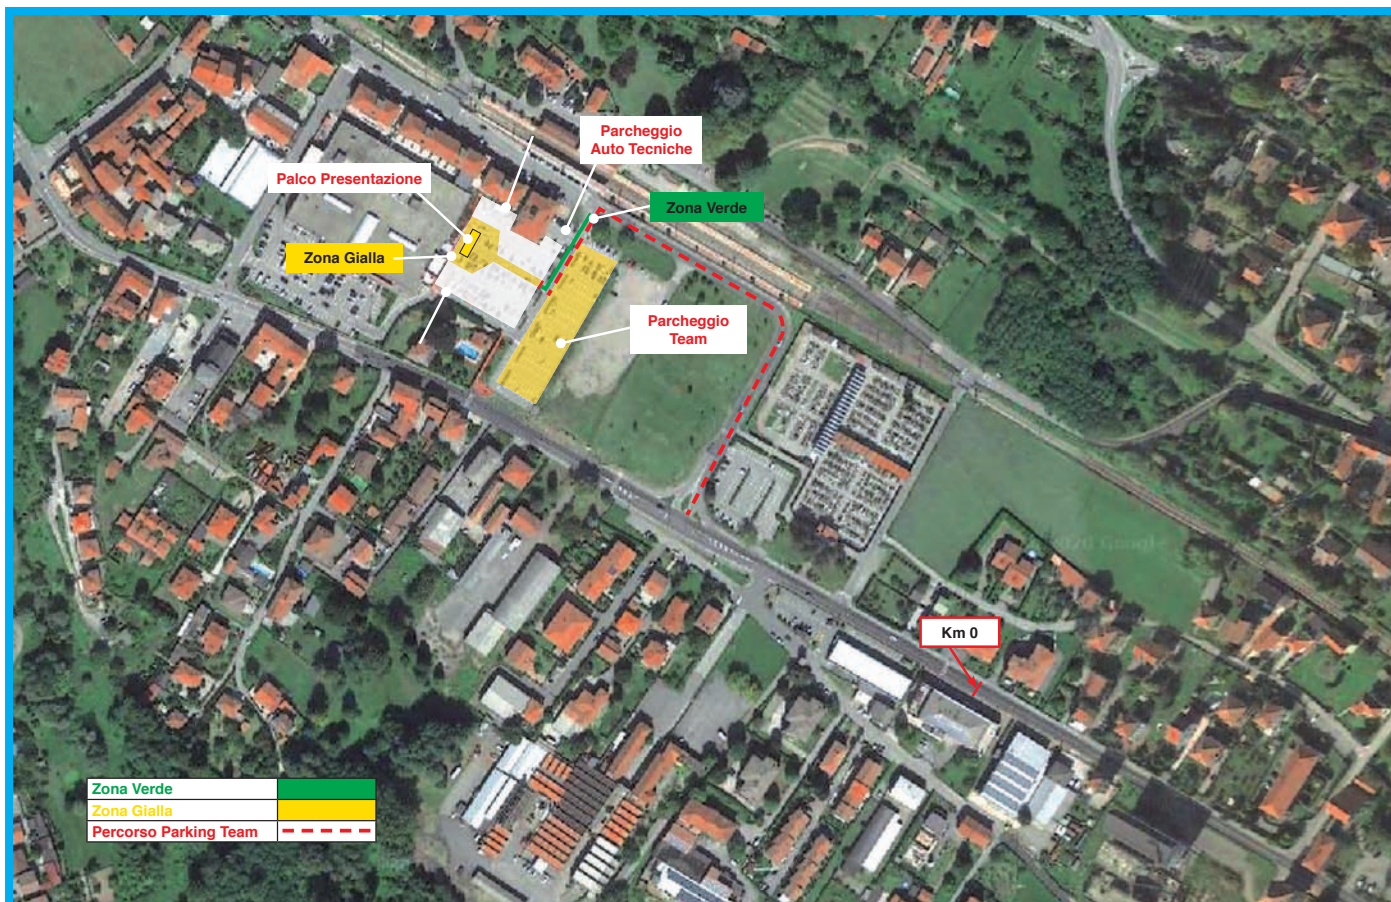 Parcheggio
Auto Tecniche
Palco Presentazione
Zona Verde
Zona Gialla
Parcheggio
Team
Km 0
Zona Verde
Zona Gialla
Percorso Parking Team